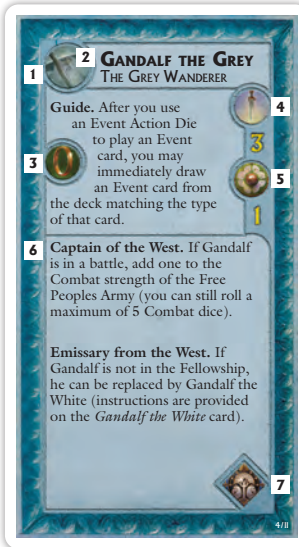 1
2
GANDALF THE GREY
THE GREY WANDERER
Guide. After you use
an Event Action Die
to play an Event
card, you may
immediately draw
an Event card from
the deck matching the type
of that card.
3
0
4
3
5
1
6
Captain of the West. If Gandalf
is in a battle, add one to the
Combat strength of the Free
Peoples Army (you can still roll a
maximum of 5 Combat dice).
Emissary from the West. If
Gandalf is not in the Fellowship,
he can be replaced by Gandalf the
White (instructions are provided
on the Gandalf the White card).
7
4/11